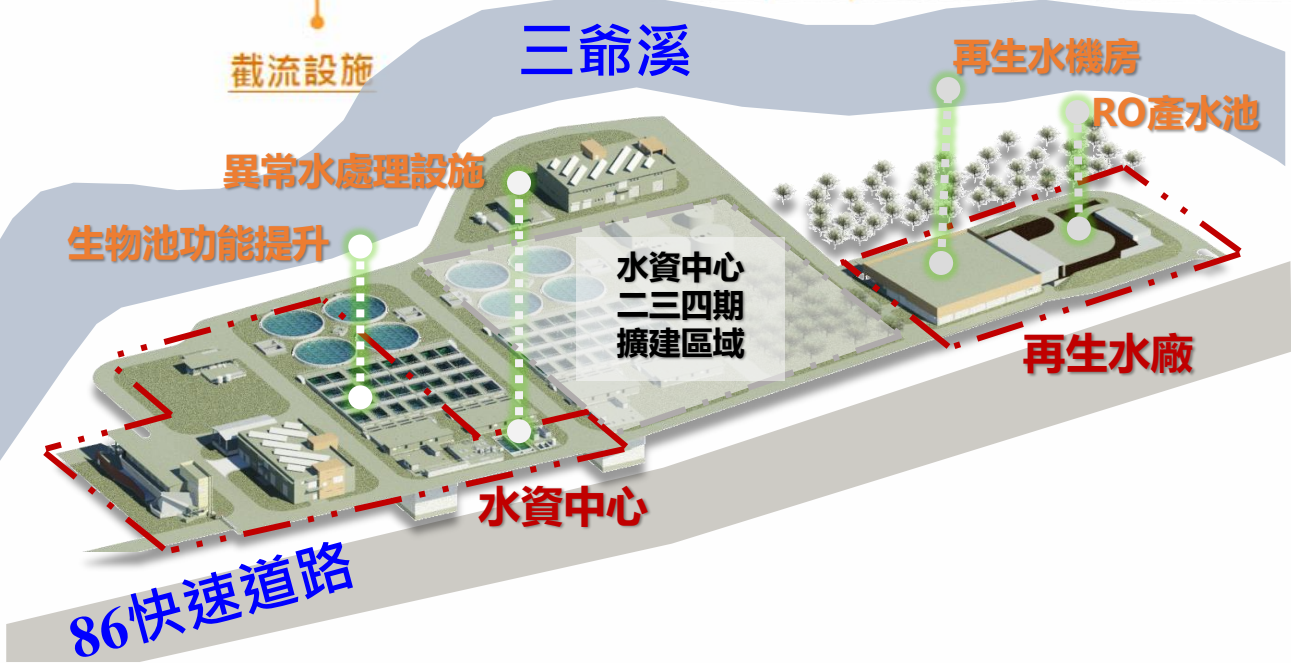 截流設施
三爺溪
再生水機房
RO產水池
異常水處理設施
生物池功能提升
水資中心
二三四期
擴建區域
再生水廠
水資中心
86快速道路